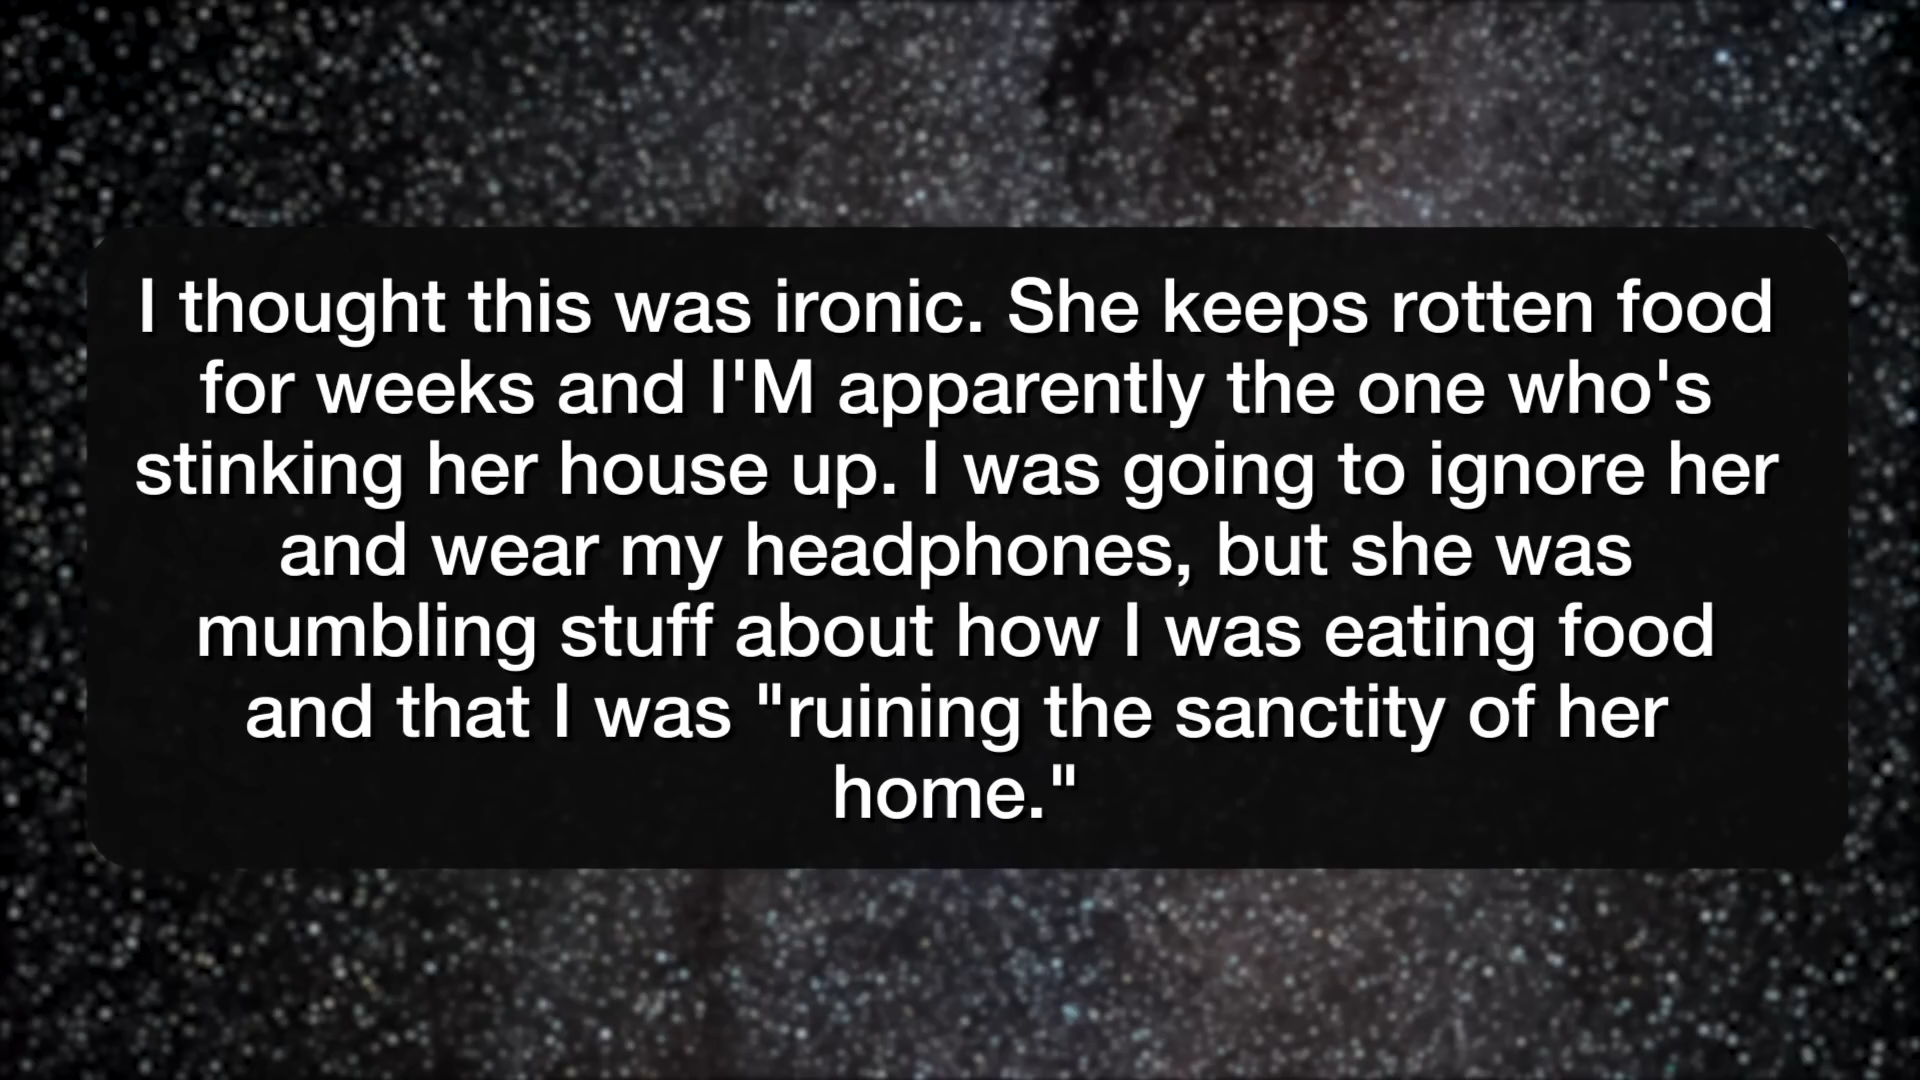 I thought this was ironic. She keeps rotten food
for weeks and I'M apparently the one who's
stinking her house up. I was going to ignore her
and wear my headphones, but she was
mumbling stuff about how I was eating food
and that I was "ruining the sanctity of her
home."